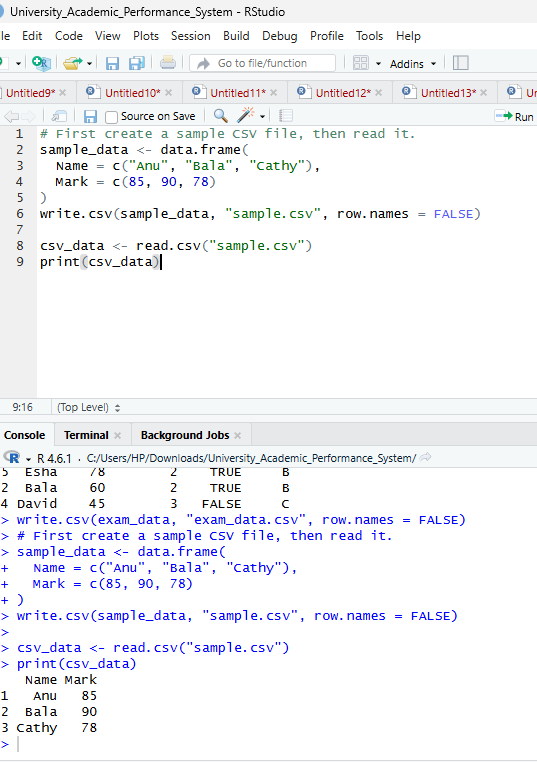 University_Academic_Performance_System - RStudio
le Edit Code View Plots Session Build Debug Profile Tools Help
Go to file/function Addins
Untitled9* Untitled10* Untitled11* Untitled12* Untitled13* Un
Source on Save Run
1 # First create a sample CSV file, then read it.
2 sample_data <- data.frame(
3   Name = c("Anu", "Bala", "Cathy"),
4   Mark = c(85, 90, 78)
5 )
6 write.csv(sample_data, "sample.csv", row.names = FALSE)
7
8 csv_data <- read.csv("sample.csv")
9 print(csv_data)
9:16 (Top Level)
Console Terminal Background Jobs
R R 4.6.1 · C:/Users/HP/Downloads/University_Academic_Performance_System/
5 Esha 78 2 TRUE B
2 Bala 60 2 TRUE B
4 David 45 3 FALSE C
> write.csv(exam_data, "exam_data.csv", row.names = FALSE)
> # First create a sample CSV file, then read it.
> sample_data <- data.frame(
+   Name = c("Anu", "Bala", "Cathy"),
+   Mark = c(85, 90, 78)
+ )
> write.csv(sample_data, "sample.csv", row.names = FALSE)
>
> csv_data <- read.csv("sample.csv")
> print(csv_data)
   Name Mark
1 Anu 85
2 Bala 90
3 Cathy 78
>